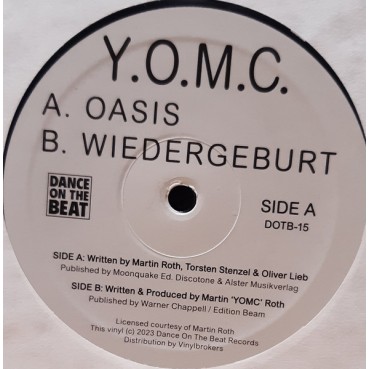 Y.O.M.C.
A. OASIS
B. WIEDERGEBURT
DANCE
ON THE
BEAT
SIDE A
DOTB-15
SIDE A: Written by Martin Roth, Torsten Stenzel & Oliver Lieb
Published by Moonquake Ed. Discotone & Alster Musikverlag
SIDE B: Written & Produced by Martin 'YOMC' Roth
Published by Warner Chappell / Edition Beam
Licensed courtesy of Martin Roth
This vinyl (c) 2023 Dance On The Beat Records
Distribution by Vinylbrokers